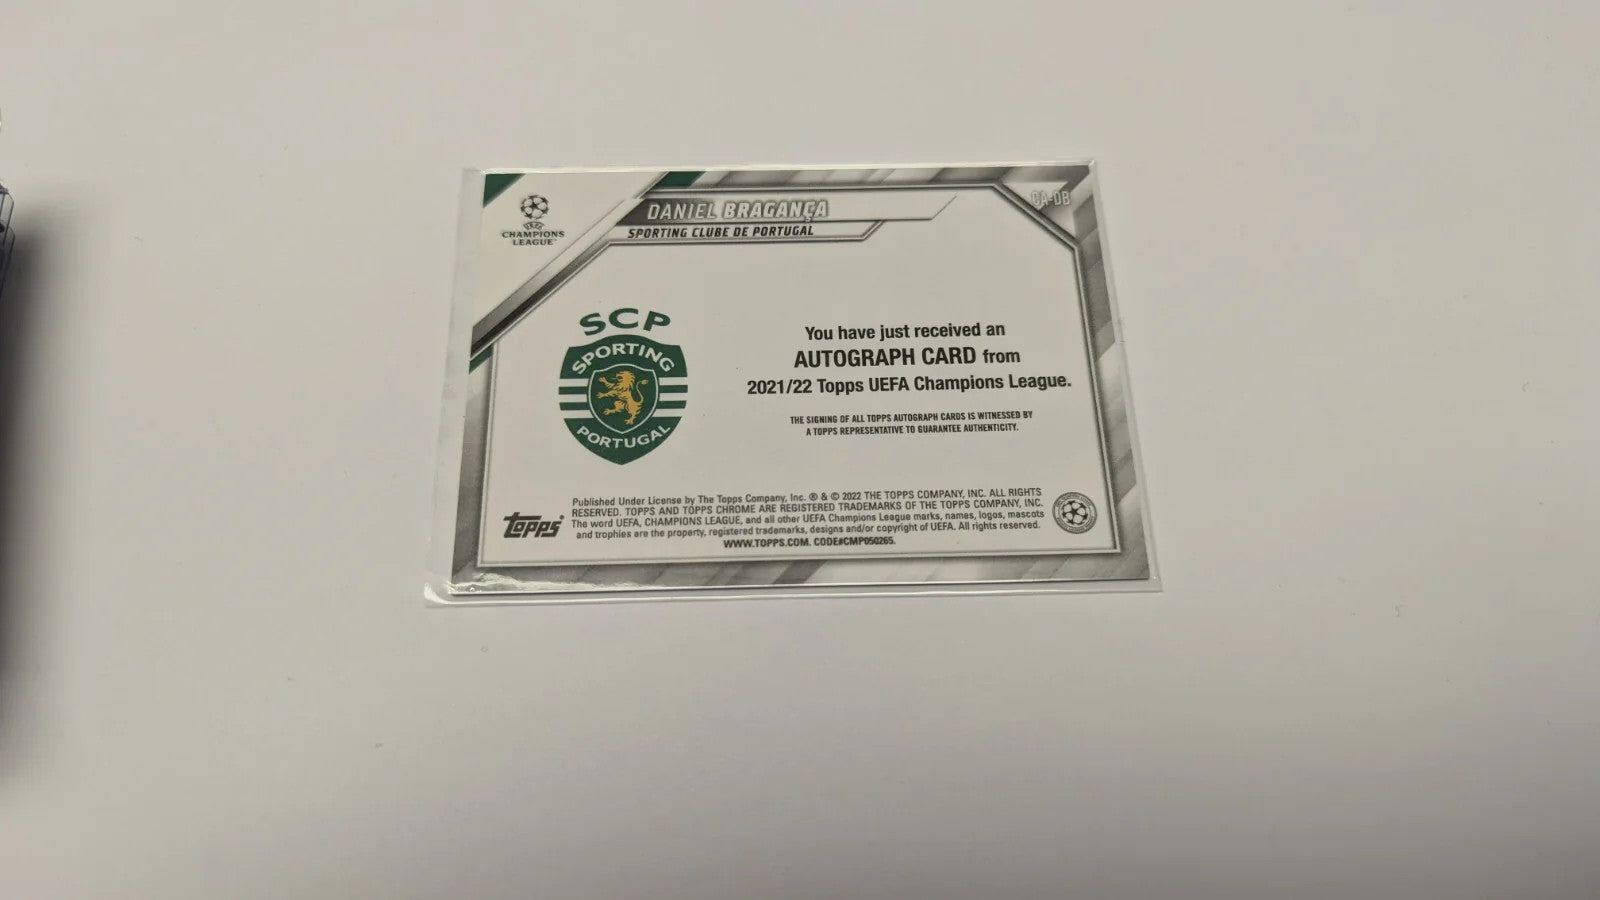 UEFA
CHAMPIONS
LEAGUE
DANIEL BRAGANÇA
SPORTING CLUBE DE PORTUGAL
CA-DB
SCP
SPORTING
PORTUGAL
You have just received an
AUTOGRAPH CARD from
2021/22 Topps UEFA Champions League.
THE SIGNING OF ALL TOPPS AUTOGRAPH CARDS IS WITNESSED BY
A TOPPS REPRESENTATIVE TO GUARANTEE AUTHENTICITY.
topps
Published Under License by The Topps Company, Inc. ® & © 2022 THE TOPPS COMPANY, INC. ALL RIGHTS
RESERVED. TOPPS AND TOPPS CHROME ARE REGISTERED TRADEMARKS OF THE TOPPS COMPANY, INC.
The word UEFA, CHAMPIONS LEAGUE, and all other UEFA Champions League marks, names, logos, mascots
and trophies are the property, registered trademarks, designs and/or copyright of UEFA. All rights reserved.
WWW.TOPPS.COM. CODE#CMP050265.